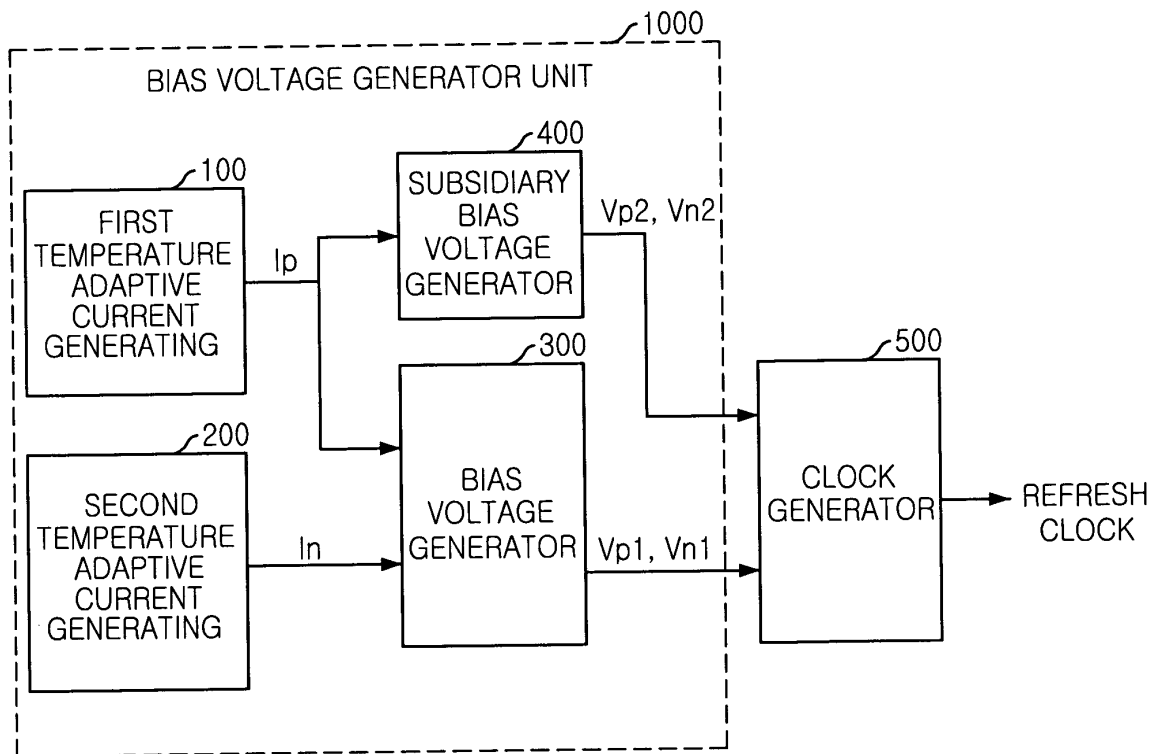 1000
BIAS VOLTAGE GENERATOR UNIT
100
FIRST
TEMPERATURE
ADAPTIVE
CURRENT
GENERATING
Ip
400
SUBSIDIARY
BIAS
VOLTAGE
GENERATOR
Vp2, Vn2
200
SECOND
TEMPERATURE
ADAPTIVE
CURRENT
GENERATING
In
300
BIAS
VOLTAGE
GENERATOR
Vp1, Vn1
500
CLOCK
GENERATOR
REFRESH
CLOCK